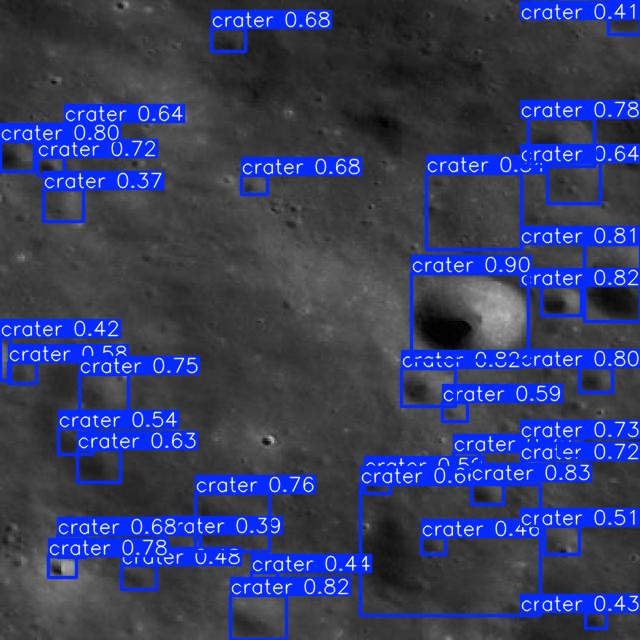 crater 0.41
crater 0.68
crater 0.78
crater 0.64
crater 0.80
crater 0.72
crater 0.64
crater 0.68
crater
crater 0.37
crater 0.81
crater 0.90
crater 0.82
crater 0.42
crater 0.58
crater 0.82
crater 0.80
crater 0.75
crater 0.59
crater 0.54
crater 0.73
crater 0.63
crater
crater 0.72
crater
crater
crater 0.83
crater 0.76
crater 0.51
crater 0.68
crater 0.39
crater 0.46
crater 0.78
crater 0.48
crater 0.44
crater 0.82
crater 0.43